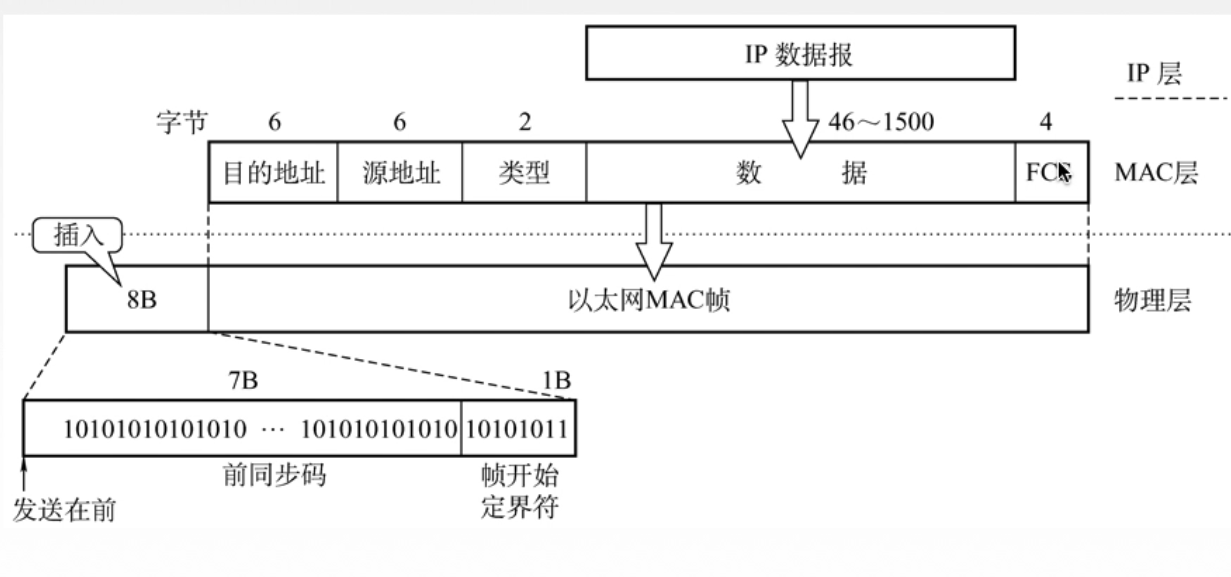 IP 数据报
IP 层
字节 6 6 2 46～1500 4
目的地址 源地址 类型 数 据 MAC层
插入
8B 以太网MAC帧 物理层
7B 1B
10101010101010 … 101010101010 10101011
前同步码 帧开始
定界符
发送在前